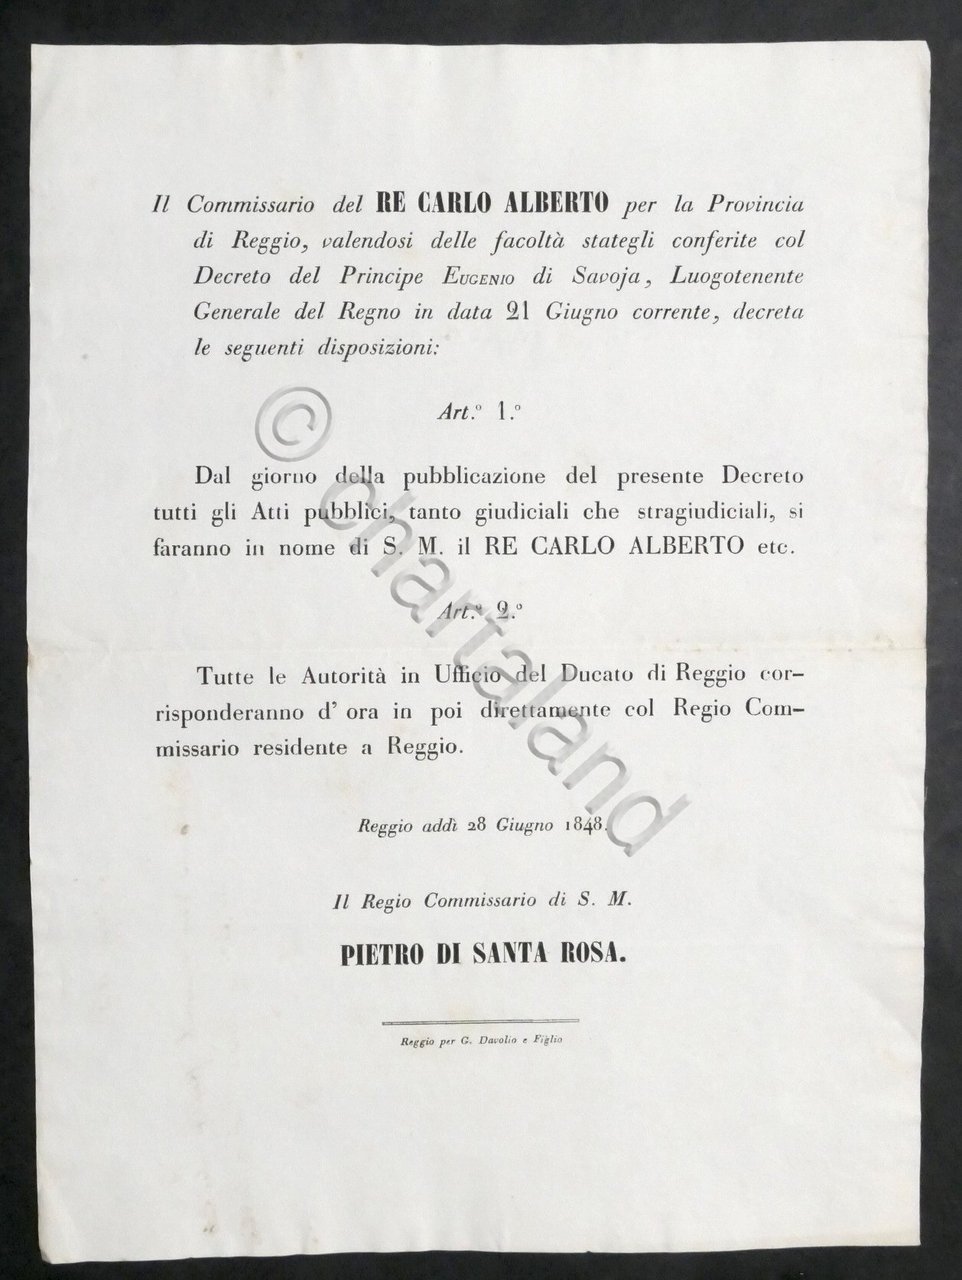 Il Commissario del RE CARLO ALBERTO per la Provincia
di Reggio, valendosi delle facoltà stategli conferite col
Decreto del Principe EUGENIO di Savoja, Luogotenente
Generale del Regno in data 21 Giugno corrente, decreta
le seguenti disposizioni:
Art.º 1.º
Dal giorno della pubblicazione del presente Decreto
tutti gli Atti pubblici, tanto giudiciali che stragiudiciali, si
faranno in nome di S. M. il RE CARLO ALBERTO etc.
Art.º 2.º
Tutte le Autorità in Ufficio del Ducato di Reggio cor-
risponderanno d' ora in poi direttamente col Regio Com-
missario residente a Reggio.
Reggio addì 28 Giugno 1848.
Il Regio Commissario di S. M.
PIETRO DI SANTA ROSA.
Reggio per G. Davolio e Figlio
© chartaland